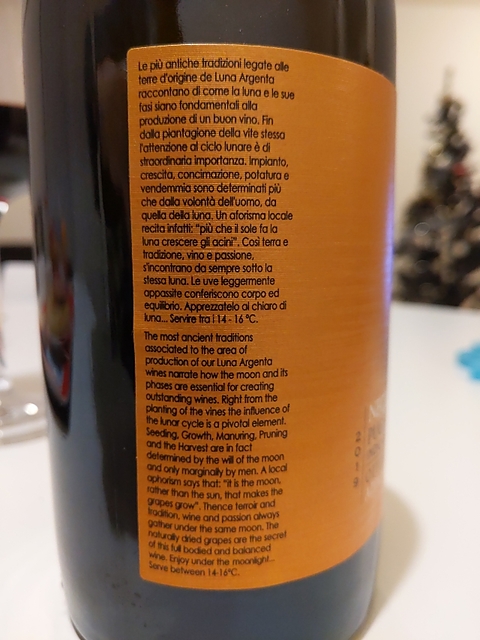 Le più antiche tradizioni legate alle
terre d'origine de Luna Argenta
raccontano di come la luna e le sue
fasi siano fondamentali alla
produzione di un buon vino. Fin
dalla piantagione della vite stessa
l'attenzione al ciclo lunare è di
straordinaria importanza. Impianto,
crescita, concimazione, potatura e
vendemmia sono determinati più
che dalla volontà dell'uomo, da
quella della luna. Un aforisma locale
recita infatti: "più che il sole fa la
luna crescere gli acini". Così terra e
tradizione, vino e passione,
s'incontrano da sempre sotto la
stessa luna. Le uve leggermente
appassite conferiscono corpo ed
equilibrio. Apprezzatelo al chiaro di
luna... Servire tra i 14 - 16 °C.
The most ancient traditions
associated to the area of
production of our Luna Argenta
wines narrate how the moon and its
phases are essential for creating
outstanding wines. Right from the
planting of the vines the influence of
the lunar cycle is a pivotal element.
Seeding, Growth, Manuring, Pruning
and the Harvest are in fact
determined by the will of the moon
and only marginally by men. A local
aphorism says that: "it is the moon,
rather than the sun, that makes the
grapes grow". Thence terroir and
tradition, wine and passion always
gather under the same moon. The
naturally dried grapes are the secret
of this full bodied and balanced
wine. Enjoy under the moonlight...
Serve between 14-16°C.